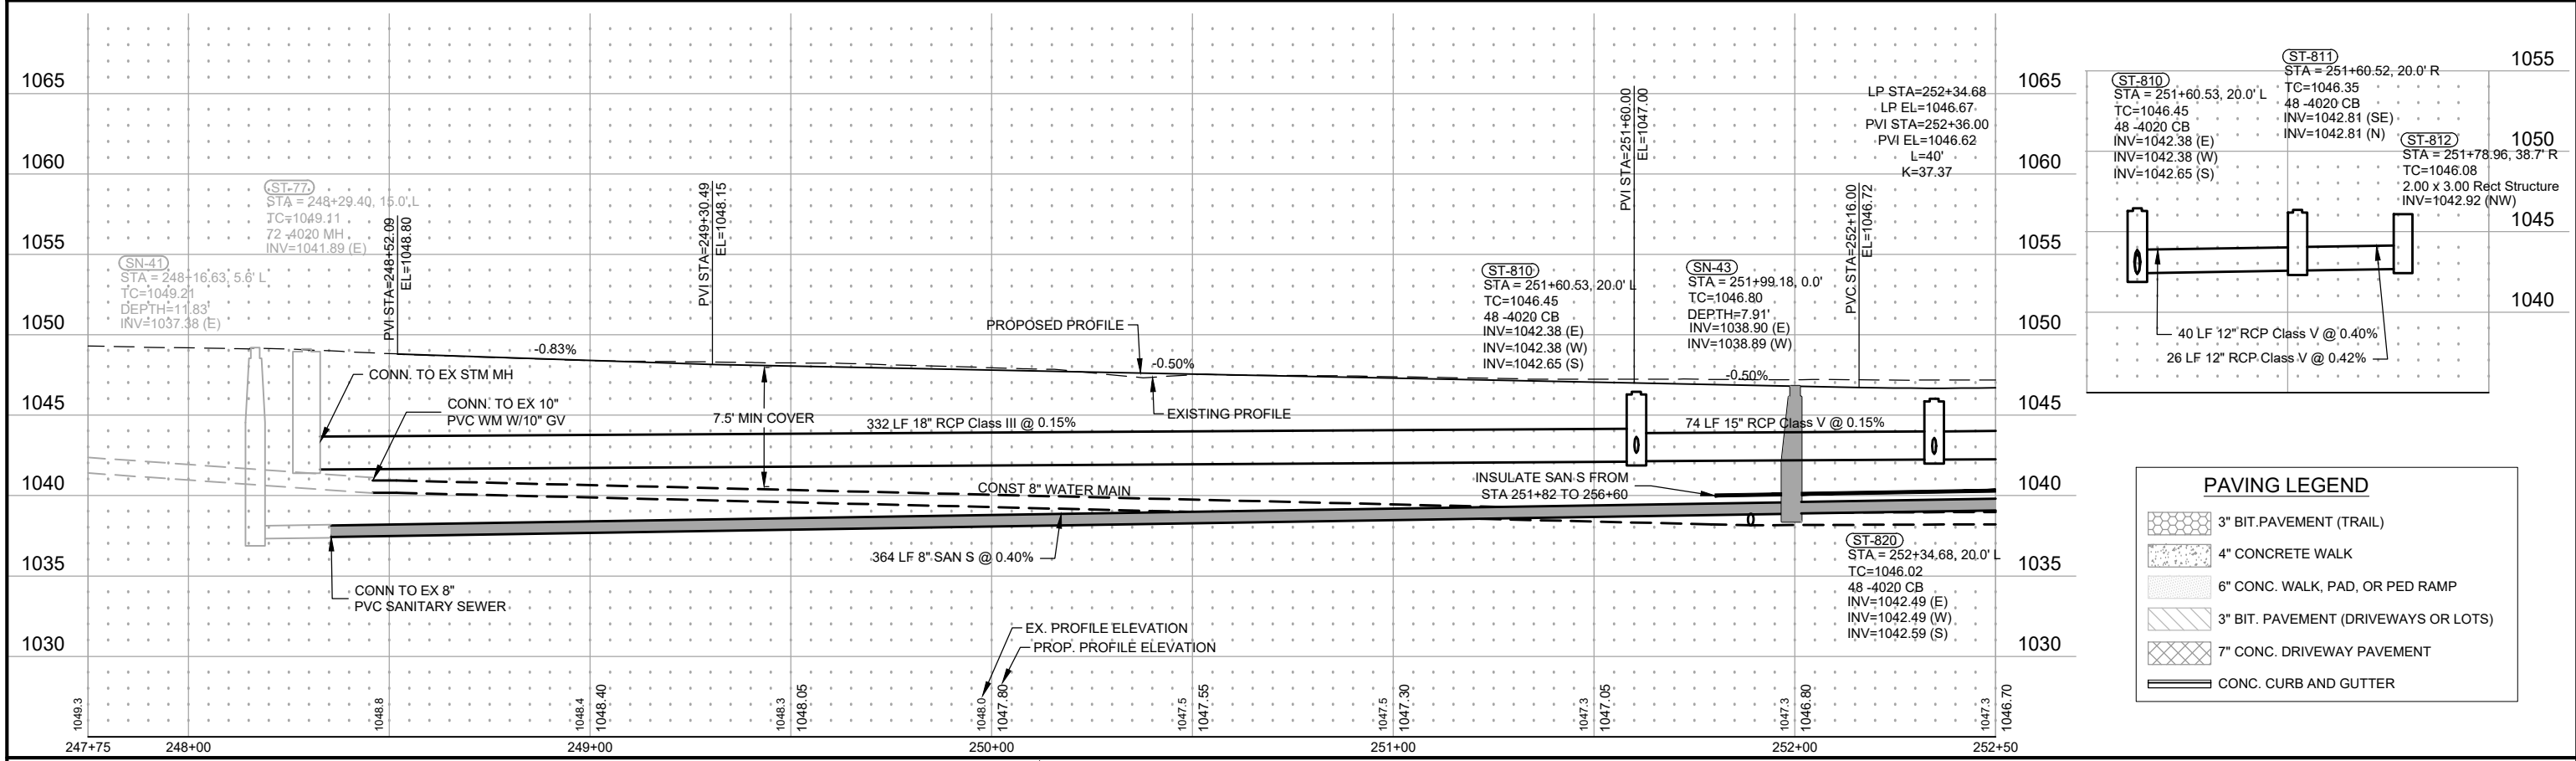 1065
1060
1055
1050
1045
1040
1035
1030
SN-41
STA = 248+16.63, 5.6' L
TC=1049.21
DEPTH=11.83'
INV=1037.38 (E)
ST-77
STA = 248+29.40, 15.0' L
TC=1049.11
72 -4020 MH
INV=1041.89 (E)
PVI STA=248+52.09
EL=1048.80
PVI STA=249+30.49
EL=1048.15
-0.83%
CONN. TO EX STM MH
CONN. TO EX 10"
PVC WM W/10" GV
7.5' MIN COVER
332 LF 18" RCP Class III @ 0.15%
PROPOSED PROFILE
-0.50%
EXISTING PROFILE
CONST 8" WATER MAIN
364 LF 8" SAN S @ 0.40%
CONN TO EX 8"
PVC SANITARY SEWER
EX. PROFILE ELEVATION
PROP. PROFILE ELEVATION
ST-810
STA = 251+60.53, 20.0' L
TC=1046.45
48 -4020 CB
INV=1042.38 (E)
INV=1042.38 (W)
INV=1042.65 (S)
PVI STA=251+60.00
EL=1047.00
SN-43
STA = 251+99.18, 0.0'
TC=1046.80
DEPTH=7.91'
INV=1038.90 (E)
INV=1038.89 (W)
-0.50%
LP STA=252+34.68
LP EL=1046.67
PVI STA=252+36.00
PVI EL=1046.62
L=40'
K=37.37
PVC STA=252+16.00
EL=1046.72
74 LF 15" RCP Class V @ 0.15%
INSULATE SAN S FROM
STA 251+82 TO 256+60
ST-820
STA = 252+34.68, 20.0' L
TC=1046.02
48 -4020 CB
INV=1042.49 (E)
INV=1042.49 (W)
INV=1042.59 (S)
1065
1060
1055
1050
1045
1040
1035
1030
1049.3
1048.8
1048.4
1048.40
1048.3
1048.05
1048.0
1047.80
1047.5
1047.55
1047.5
1047.30
1047.3
1047.05
1047.3
1046.80
1047.3
1046.70
247+75
248+00
249+00
250+00
251+00
252+00
252+50
ST-810
STA = 251+60.53, 20.0' L
TC=1046.45
48 -4020 CB
INV=1042.38 (E)
INV=1042.38 (W)
INV=1042.65 (S)
ST-811
STA = 251+60.52, 20.0' R
TC=1046.35
48 -4020 CB
INV=1042.81 (SE)
INV=1042.81 (N)
ST-812
STA = 251+78.96, 38.7' R
TC=1046.08
2.00 x 3.00 Rect Structure
INV=1042.92 (NW)
1055
1050
1045
1040
40 LF 12" RCP Class V @ 0.40%
26 LF 12" RCP Class V @ 0.42%
PAVING LEGEND
3" BIT.PAVEMENT (TRAIL)
4" CONCRETE WALK
6" CONC. WALK, PAD, OR PED RAMP
3" BIT. PAVEMENT (DRIVEWAYS OR LOTS)
7" CONC. DRIVEWAY PAVEMENT
CONC. CURB AND GUTTER